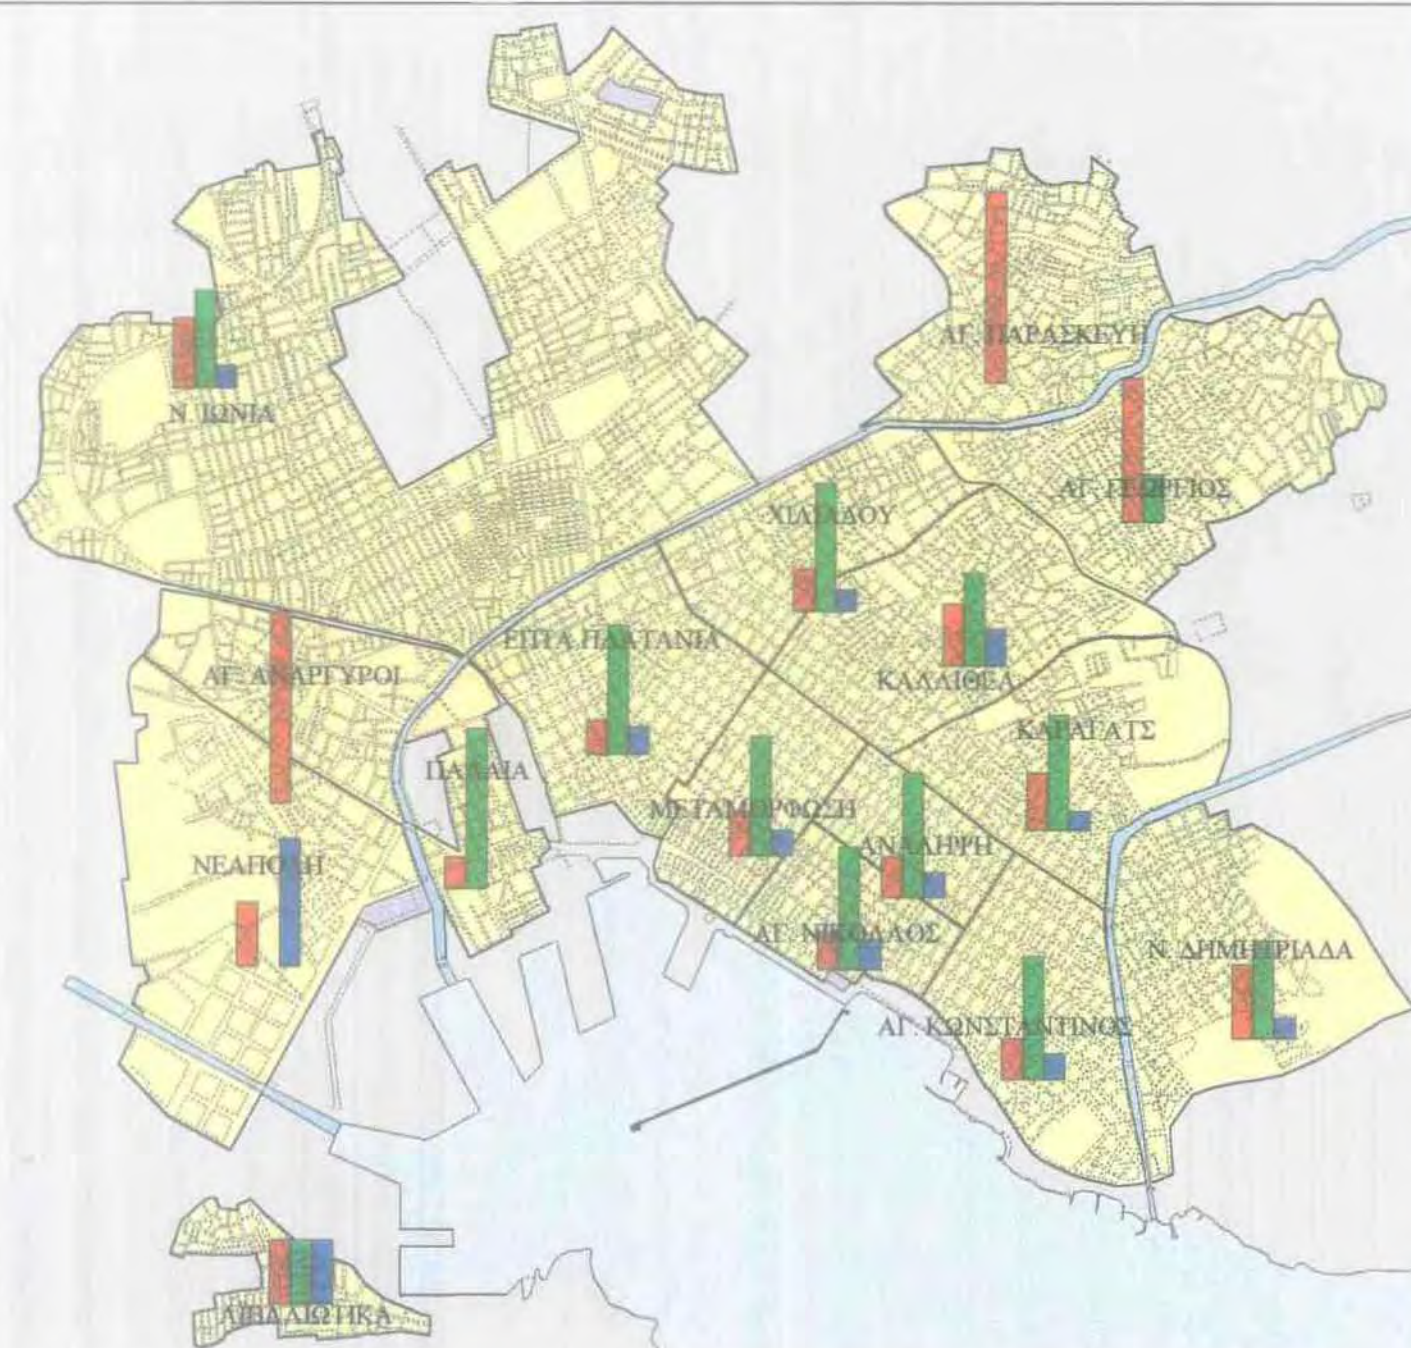 ΑΓ. ΠΑΡΑΣΚΕΥΗ
Ν. ΙΩΝΙΑ
ΑΓ. ΓΕΩΡΓΙΟΣ
ΧΙΛΙΑΔΟΥ
ΕΠΤΑ ΠΛΑΤΑΝΙΑ
ΑΓ. ΑΝΑΡΓΥΡΟΙ
ΚΑΛΛΙΘΕΑ
ΚΑΡΑΓΑΤΣ
ΠΑΛΑΙΑ
ΜΕΤΑΜΟΡΦΩΣΗ
ΑΝΑΛΗΨΗ
ΝΕΑΠΟΛΗ
ΑΓ. ΝΙΚΟΛΑΟΣ
Ν. ΔΗΜΗΤΡΙΑΔΑ
ΑΓ. ΚΩΝΣΤΑΝΤΙΝΟΣ